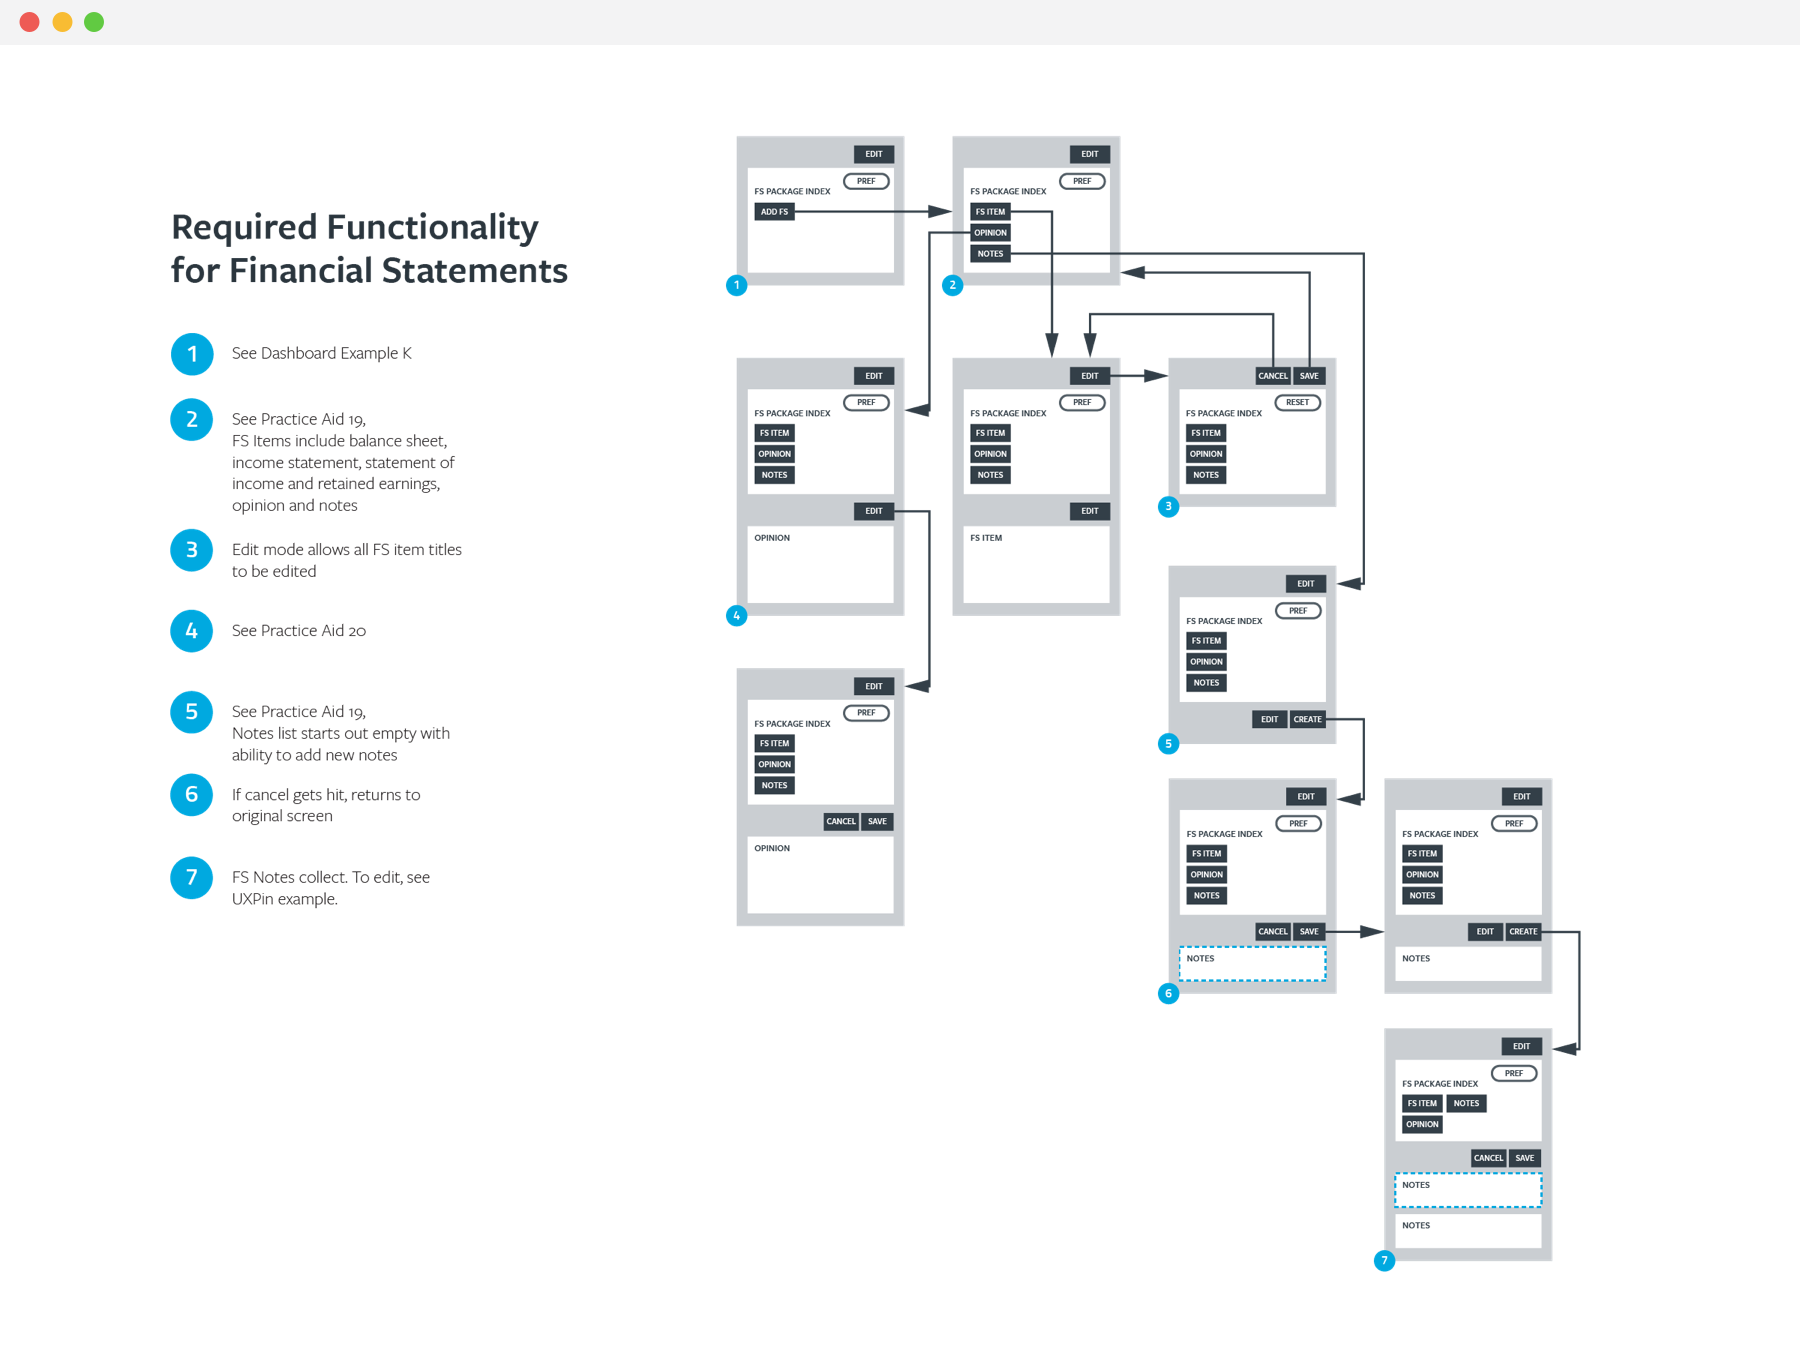 Required Functionality
for Financial Statements
1
See Dashboard Example K
2
See Practice Aid 19,
FS Items include balance sheet,
income statement, statement of
income and retained earnings,
opinion and notes
3
Edit mode allows all FS item titles
to be edited
4
See Practice Aid 20
5
See Practice Aid 19,
Notes list starts out empty with
ability to add new notes
6
If cancel gets hit, returns to
original screen
7
FS Notes collect. To edit, see
UXPin example.
EDIT
PREF
FS PACKAGE INDEX
ADD FS
1
EDIT
PREF
FS PACKAGE INDEX
FS ITEM
OPINION
NOTES
2
EDIT
PREF
FS PACKAGE INDEX
FS ITEM
OPINION
NOTES
EDIT
OPINION
4
EDIT
PREF
FS PACKAGE INDEX
FS ITEM
OPINION
NOTES
EDIT
FS ITEM
CANCEL SAVE
RESET
FS PACKAGE INDEX
FS ITEM
OPINION
NOTES
3
EDIT
PREF
FS PACKAGE INDEX
FS ITEM
OPINION
NOTES
EDIT CREATE
5
EDIT
PREF
FS PACKAGE INDEX
FS ITEM
OPINION
NOTES
CANCEL SAVE
OPINION
EDIT
PREF
FS PACKAGE INDEX
FS ITEM
OPINION
NOTES
CANCEL SAVE
NOTES
6
EDIT
PREF
FS PACKAGE INDEX
FS ITEM
OPINION
NOTES
EDIT CREATE
NOTES
EDIT
PREF
FS PACKAGE INDEX
FS ITEM NOTES
OPINION
CANCEL SAVE
NOTES
NOTES
7